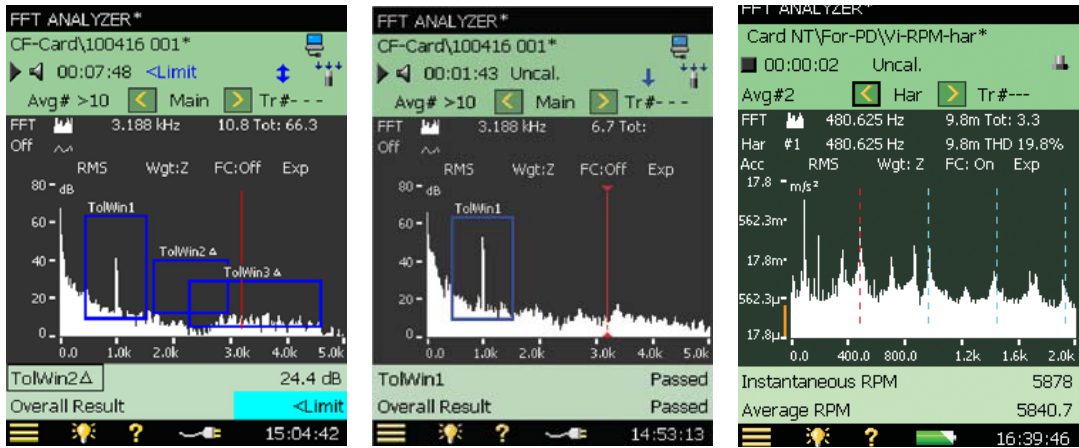 FFT ANALYZER*
CF-Card\100416 001*
00:07:48 <Limit
Avg# >10 < Main > Tr#- - -
FFT 3.188 kHz 10.8 Tot: 66.3
Off
RMS Wgt:Z FC:Off Exp
80 dB
TolWin1
60
TolWin2 Δ
40
TolWin3 Δ
20
0
0.0 1.0k 2.0k 3.0k 4.0k 5.0k
TolWin2Δ 24.4 dB
Overall Result <Limit
? 15:04:42
FFT ANALYZER*
CF-Card\100416 001*
00:01:43 Uncal.
Avg# >10 < Main > Tr#- - -
FFT 3.188 kHz 6.7 Tot:
Off
RMS Wgt:Z FC:Off Exp
80 dB
TolWin1
60
40
20
0
0.0 1.0k 2.0k 3.0k 4.0k 5.0k
TolWin1 Passed
Overall Result Passed
? 14:53:13
FFT ANALYZER*
Card NT\For-PD\Vi-RPM-har*
00:00:02 Uncal.
Avg#2 < Har > Tr#---
FFT 480.625 Hz 9.8m Tot: 3.3
Har #1 480.625 Hz 9.8m THD 19.8%
Acc RMS Wgt: Z FC: On Exp
17.8 m/s²
562.3m
17.8m
562.3µ
17.8µ
0.0 400.0 800.0 1.2k 1.6k 2.0k
Instantaneous RPM 5878
Average RPM 5840.7
? 16:39:46